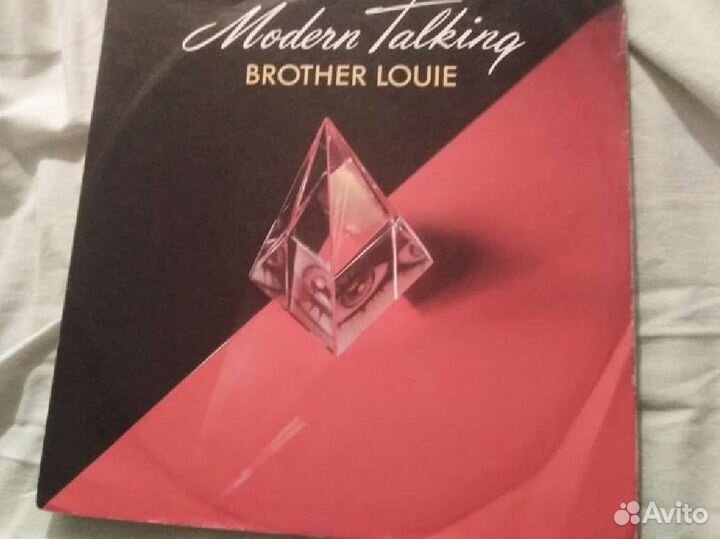 Modern Talking
BROTHER LOUIE
Avito